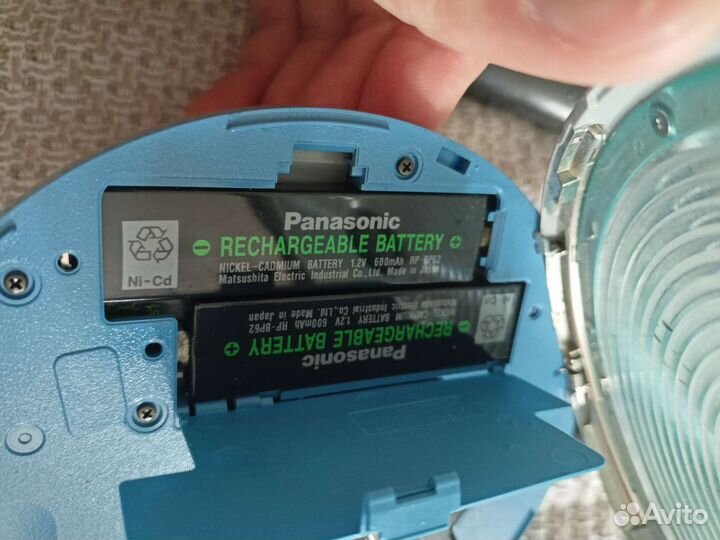 Panasonic
RECHARGEABLE BATTERY
NICKEL-CADMIUM BATTERY 1.2V 600mAh RP-BP62
Matsushita Electric Industrial Co.,Ltd. Made in Japan
Ni-Cd
Panasonic
RECHARGEABLE BATTERY
NICKEL CADMIUM BATTERY 1.2V 600mAh RP-BP62
Matsushita Electric Industrial Co.,Ltd. Made in Japan
Ni-Cd
Avito